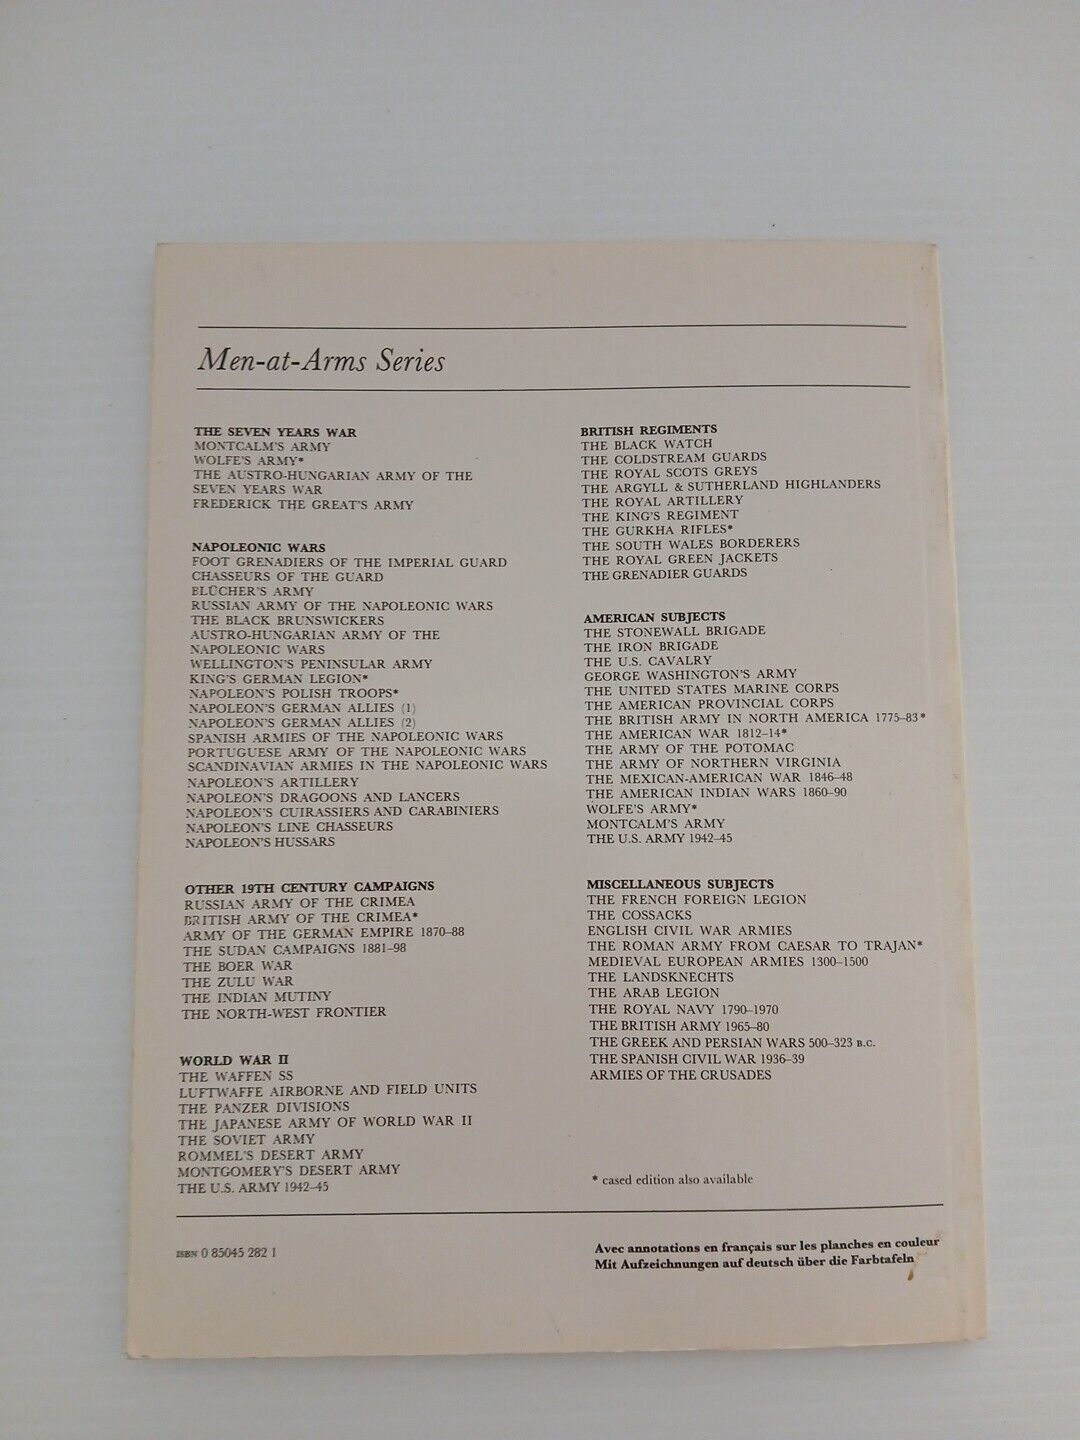 Men-at-Arms Series
THE SEVEN YEARS WAR
MONTCALM'S ARMY
WOLFE'S ARMY*
THE AUSTRO-HUNGARIAN ARMY OF THE
SEVEN YEARS WAR
FREDERICK THE GREAT'S ARMY
NAPOLEONIC WARS
FOOT GRENADIERS OF THE IMPERIAL GUARD
CHASSEURS OF THE GUARD
BLÜCHER'S ARMY
RUSSIAN ARMY OF THE NAPOLEONIC WARS
THE BLACK BRUNSWICKERS
AUSTRO-HUNGARIAN ARMY OF THE
NAPOLEONIC WARS
WELLINGTON'S PENINSULAR ARMY
KING'S GERMAN LEGION*
NAPOLEON'S POLISH TROOPS*
NAPOLEON'S GERMAN ALLIES (1)
NAPOLEON'S GERMAN ALLIES (2)
SPANISH ARMIES OF THE NAPOLEONIC WARS
PORTUGUESE ARMY OF THE NAPOLEONIC WARS
SCANDINAVIAN ARMIES IN THE NAPOLEONIC WARS
NAPOLEON'S ARTILLERY
NAPOLEON'S DRAGOONS AND LANCERS
NAPOLEON'S CUIRASSIERS AND CARABINIERS
NAPOLEON'S LINE CHASSEURS
NAPOLEON'S HUSSARS
OTHER 19TH CENTURY CAMPAIGNS
RUSSIAN ARMY OF THE CRIMEA
BRITISH ARMY OF THE CRIMEA*
ARMY OF THE GERMAN EMPIRE 1870–88
THE SUDAN CAMPAIGNS 1881–98
THE BOER WAR
THE ZULU WAR
THE INDIAN MUTINY
THE NORTH-WEST FRONTIER
WORLD WAR II
THE WAFFEN SS
LUFTWAFFE AIRBORNE AND FIELD UNITS
THE PANZER DIVISIONS
THE JAPANESE ARMY OF WORLD WAR II
THE SOVIET ARMY
ROMMEL'S DESERT ARMY
MONTGOMERY'S DESERT ARMY
THE U.S. ARMY 1942–45
BRITISH REGIMENTS
THE BLACK WATCH
THE COLDSTREAM GUARDS
THE ROYAL SCOTS GREYS
THE ARGYLL & SUTHERLAND HIGHLANDERS
THE ROYAL ARTILLERY
THE KING'S REGIMENT
THE GURKHA RIFLES*
THE SOUTH WALES BORDERERS
THE ROYAL GREEN JACKETS
THE GRENADIER GUARDS
AMERICAN SUBJECTS
THE STONEWALL BRIGADE
THE IRON BRIGADE
THE U.S. CAVALRY
GEORGE WASHINGTON'S ARMY
THE UNITED STATES MARINE CORPS
THE AMERICAN PROVINCIAL CORPS
THE BRITISH ARMY IN NORTH AMERICA 1775–83*
THE AMERICAN WAR 1812–14*
THE ARMY OF THE POTOMAC
THE ARMY OF NORTHERN VIRGINIA
THE MEXICAN-AMERICAN WAR 1846–48
THE AMERICAN INDIAN WARS 1860–90
WOLFE'S ARMY*
MONTCALM'S ARMY
THE U.S. ARMY 1942–45
MISCELLANEOUS SUBJECTS
THE FRENCH FOREIGN LEGION
THE COSSACKS
ENGLISH CIVIL WAR ARMIES
THE ROMAN ARMY FROM CAESAR TO TRAJAN*
MEDIEVAL EUROPEAN ARMIES 1300–1500
THE LANDSKNECHTS
THE ARAB LEGION
THE ROYAL NAVY 1790–1970
THE BRITISH ARMY 1965–80
THE GREEK AND PERSIAN WARS 500–323 B.C.
THE SPANISH CIVIL WAR 1936–39
ARMIES OF THE CRUSADES
* cased edition also available
ISBN 0 85045 282 1
Avec annotations en français sur les planches en couleur
Mit Aufzeichnungen auf deutsch über die Farbtafeln